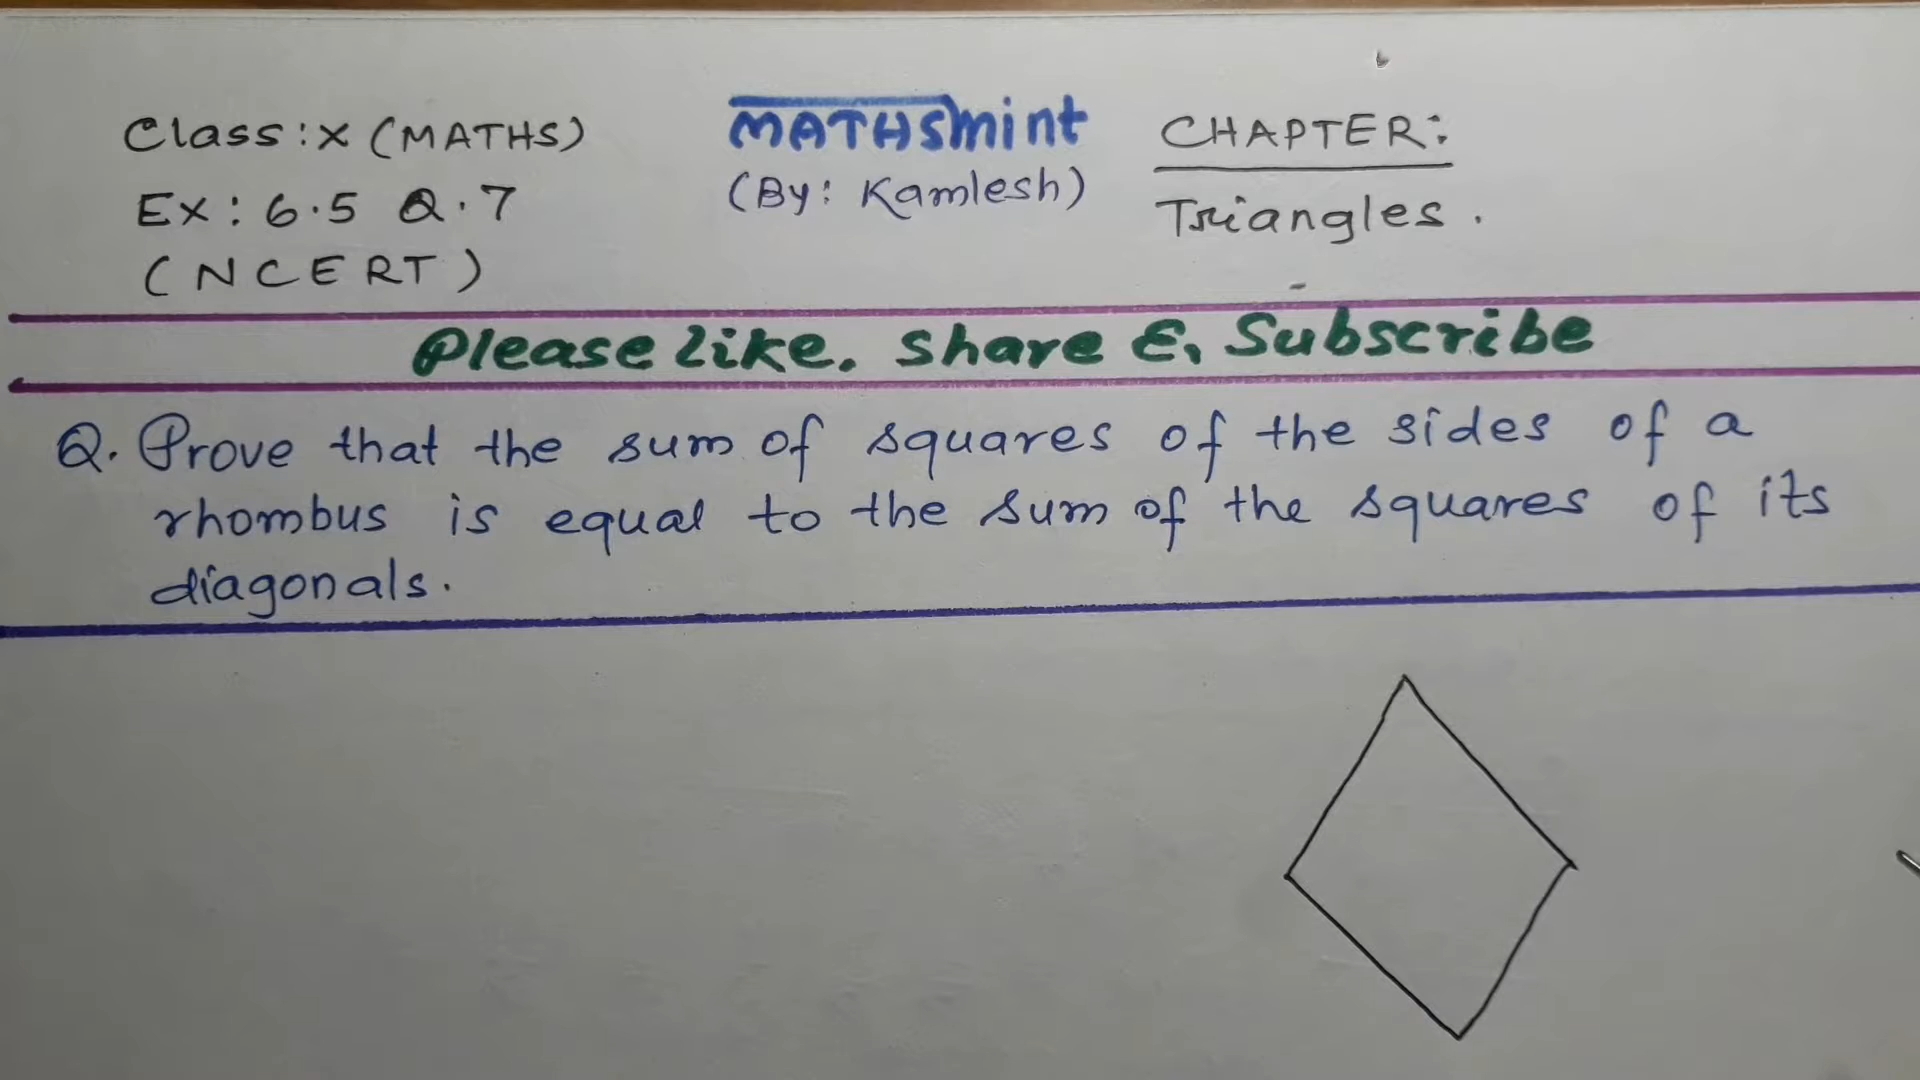 Class: X (MATHS)
Ex: 6.5 Q.7
(NCERT)
MATHSmint
(By: Kamlesh)
CHAPTER:
Triangles.
Please Like, Share & Subscribe
Q. Prove that the sum of squares of the sides of a
rhombus is equal to the sum of the squares of its
diagonals.